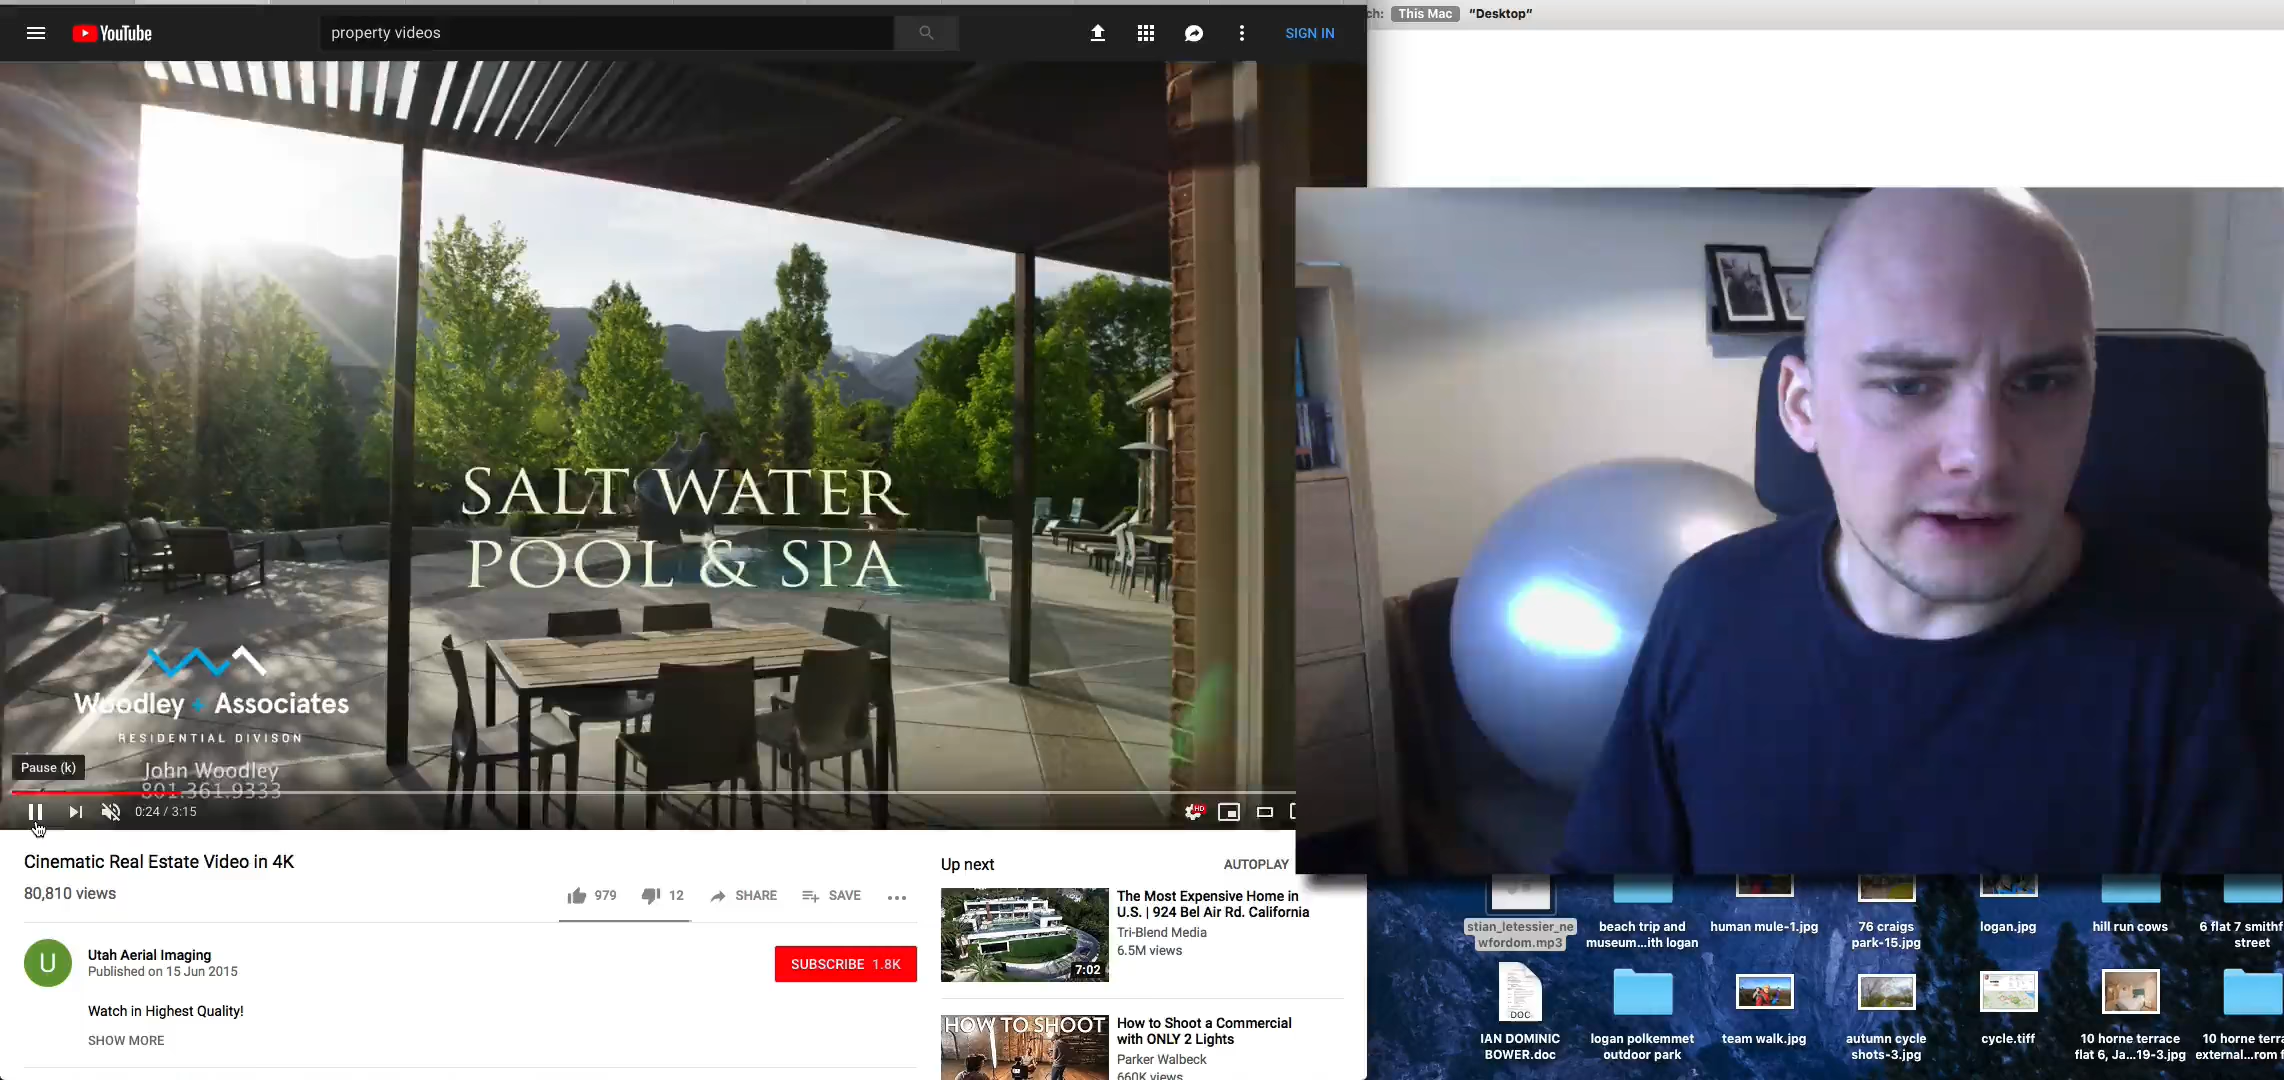 YouTube
property videos
SIGN IN
This Mac
“Desktop”
SALT WATER
POOL & SPA
Woodley + Associates
RESIDENTIAL DIVISON
Pause (k)
John Woodley
801.361.9333
HD
0:24 / 3:15
Cinematic Real Estate Video in 4K
80,810 views
979
12
SHARE
SAVE
U
Utah Aerial Imaging
Published on 15 Jun 2015
SUBSCRIBE 1.8K
Watch in Highest Quality!
SHOW MORE
Up next
AUTOPLAY
7:02
The Most Expensive Home in
U.S. | 924 Bel Air Rd. California
Tri-Blend Media
6.5M views
HOW TO SHOOT
How to Shoot a Commercial
with ONLY 2 Lights
Parker Walbeck
660K views
stian_letessier_ne
wfordom.mp3
beach trip and
museum...ith logan
human mule-1.jpg
76 craigs
park-15.jpg
logan.jpg
hill run cows
6 flat 7 smithf
street
DOC
IAN DOMINIC
BOWER.doc
logan polkemmet
outdoor park
team walk.jpg
autumn cycle
shots-3.jpg
cycle.tiff
10 horne terrace
flat 6, Ja...19-3.jpg
10 horne terra
external...rom f